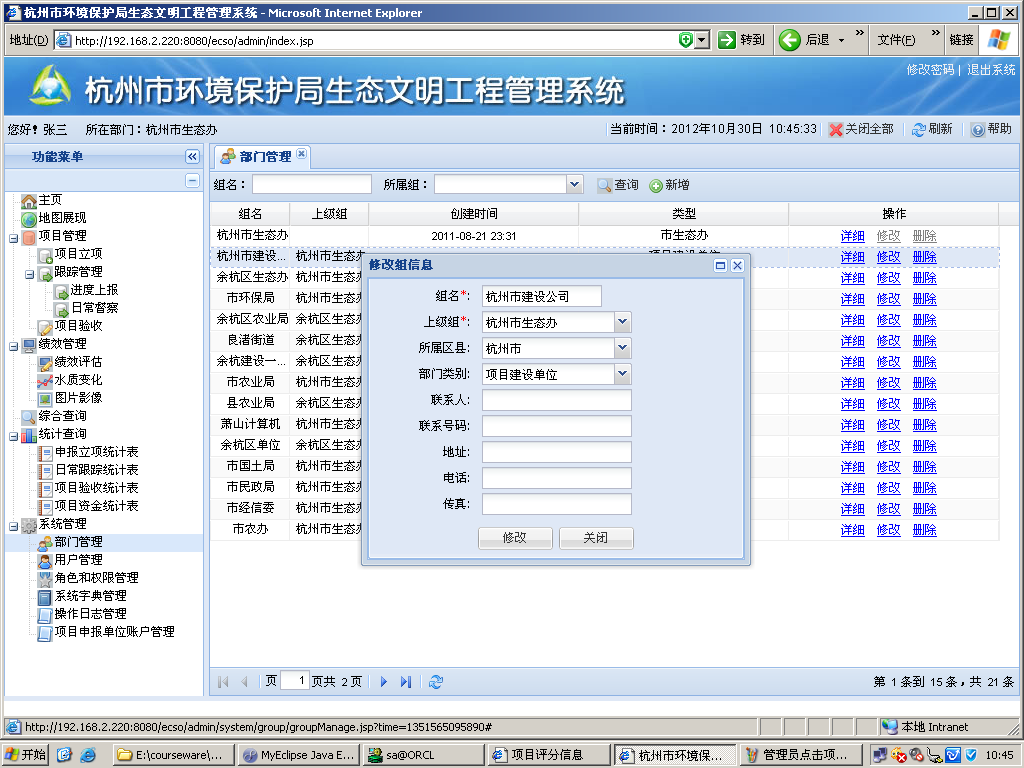 杭州市环境保护局生态文明工程管理系统 - Microsoft Internet Explorer
地址(D) http://192.168.2.220:8080/ecso/admin/index.jsp 转到 后退 文件(F) 链接
杭州市环境保护局生态文明工程管理系统
修改密码 | 退出系统
您好! 张三 所在部门：杭州市生态办 当前时间：2012年10月30日 10:45:33 关闭全部 刷新 帮助
功能菜单
主页
地图展现
项目管理
项目立项
跟踪管理
进度上报
日常督察
项目验收
绩效管理
绩效评估
水质变化
图片影像
综合查询
统计查询
申报立项统计表
日常跟踪统计表
项目验收统计表
项目资金统计表
系统管理
部门管理
用户管理
角色和权限管理
系统字典管理
操作日志管理
项目申报单位账户管理
部门管理
组名： 所属组： 查询 新增
组名 上级组 创建时间 类型 操作
杭州市生态办 2011-08-21 23:31 市生态办 详细 修改 删除
杭州市建设... 杭州市生态办 详细 修改 删除
余杭区生态办 杭州市生态办 详细 修改 删除
市环保局 杭州市生态办 详细 修改 删除
余杭区农业局 余杭区生态办 详细 修改 删除
良渚街道 余杭区生态办 详细 修改 删除
余杭建设一... 余杭区生态办 详细 修改 删除
市农业局 杭州市生态办 详细 修改 删除
县农业局 杭州市生态办 详细 修改 删除
萧山计算机 杭州市生态办 详细 修改 删除
余杭区单位 余杭区生态办 详细 修改 删除
市国土局 杭州市生态办 详细 修改 删除
市民政局 杭州市生态办 详细 修改 删除
市经信委 杭州市生态办 详细 修改 删除
市农办 杭州市生态办 详细 修改 删除
修改组信息
组名*: 杭州市建设公司
上级组*: 杭州市生态办
所属区县: 杭州市
部门类别: 项目建设单位
联系人:
联系号码:
地址:
电话:
传真:
修改 关闭
页 1 页共 2 页 第 1 条到 15 条，共 21 条
http://192.168.2.220:8080/ecso/admin/system/group/groupManage.jsp?time=1351565095890# 本地 Intranet
开始 E:\courseware\... MyEclipse Java E... sa@ORCL 项目评分信息 杭州市环境保... 管理员点击项... 10:45